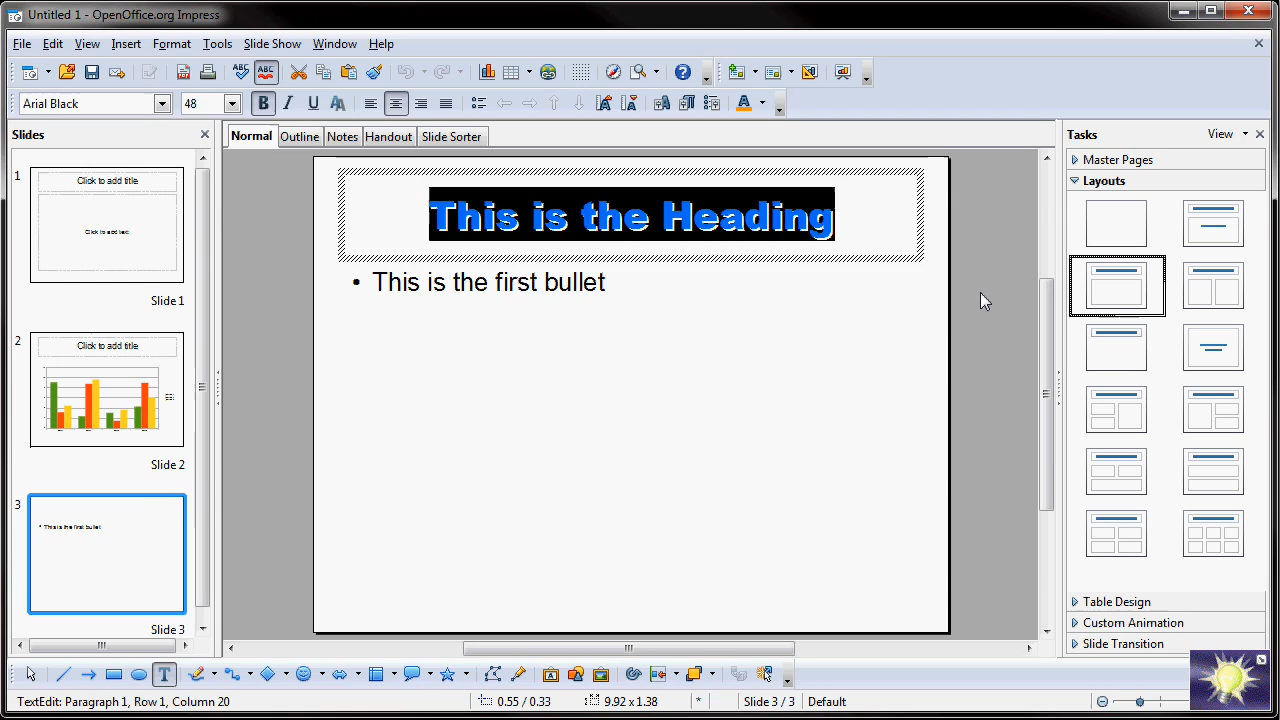 Untitled 1 - OpenOffice.org Impress
File Edit View Insert Format Tools Slide Show Window Help
Arial Black 48
Slides
Normal Outline Notes Handout Slide Sorter
Tasks View
1
Click to add title
Click to add text
Slide 1
2
Click to add title
Slide 2
3
• This is the first bullet
Slide 3
This is the Heading
• This is the first bullet
Master Pages
Layouts
Table Design
Custom Animation
Slide Transition
TextEdit: Paragraph 1, Row 1, Column 20 0.55 / 0.33 9.92 x 1.38 * Slide 3 / 3 Default